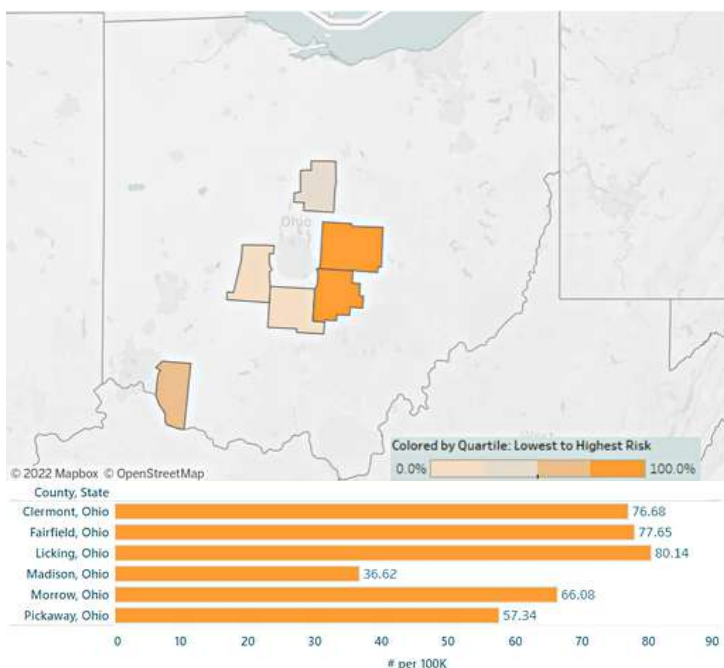 Ohio
Colored by Quartile: Lowest to Highest Risk
0.0% 100.0%
© 2022 Mapbox © OpenStreetMap
County, State
Clermont, Ohio 76.68
Fairfield, Ohio 77.65
Licking, Ohio 80.14
Madison, Ohio 36.62
Morrow, Ohio 66.08
Pickaway, Ohio 57.34
0 10 20 30 40 50 60 70 80 90
# per 100K